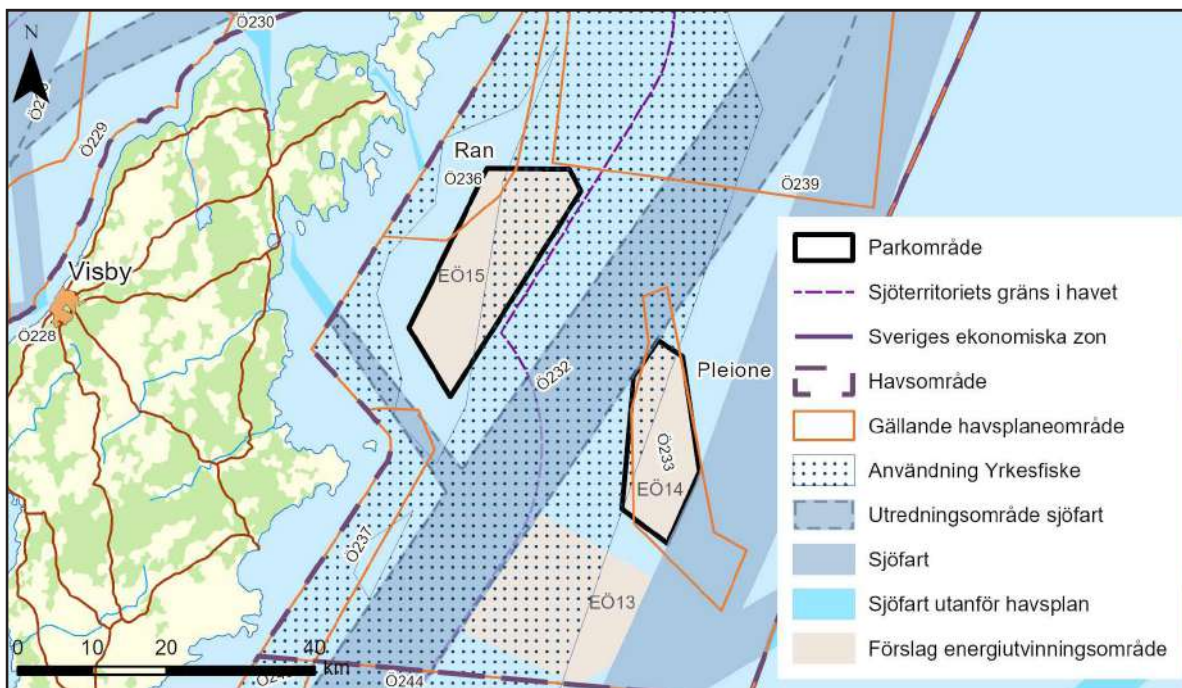 N
Ö230
Ö229
Ran
Ö236
Ö239
EÖ15
Visby
Ö228
Ö232
Pleione
Ö233
EÖ14
Ö237
EÖ13
0 10 20 40
km
Ö244
Parkområde
Sjöterritoriets gräns i havet
Sveriges ekonomiska zon
Havsområde
Gällande havsplaneområde
Användning Yrkesfiske
Utredningsområde sjöfart
Sjöfart
Sjöfart utanför havsplan
Förslag energiutvinningsområde